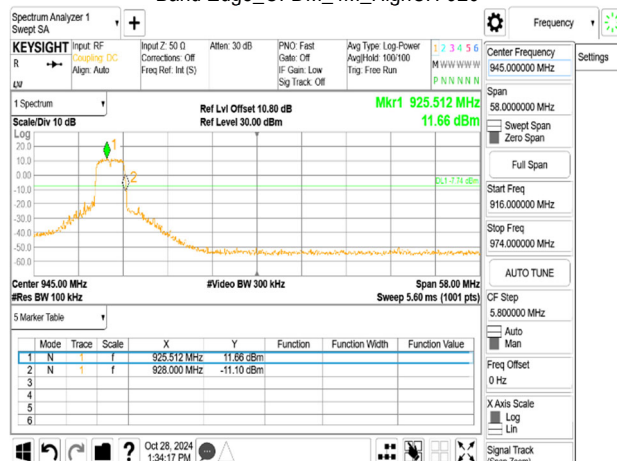 Spectrum Analyzer 1
Swept SA
Frequency
Settings
KEYSIGHT
Input: RF
Coupling: DC
Align: Auto
Input Z: 50 Ω
Corrections: Off
Freq Ref: Int (S)
Atten: 30 dB
PNO: Fast
Gate: Off
IF Gain: Low
Sig Track: Off
Avg Type: Log-Power
Avg|Hold: 100/100
Trig: Free Run
1 2 3 4 5 6
M W W W W W
P N N N N N
R
LXI
1 Spectrum
Scale/Div 10 dB
Log
Ref Lvl Offset 10.80 dB
Ref Level 30.00 dBm
Mkr1 925.512 MHz
11.66 dBm
20.0
10.0
0.00
-10.0
-20.0
-30.0
-40.0
-50.0
-60.0
1
2
DL1 -7.74 dBm
Center 945.00 MHz
#Res BW 100 kHz
#Video BW 300 kHz
Span 58.00 MHz
Sweep 5.60 ms (1001 pts)
5 Marker Table
Mode Trace Scale X Y Function Function Width Function Value
1 N 1 f 925.512 MHz 11.66 dBm
2 N 1 f 928.000 MHz -11.10 dBm
3
4
5
6
Oct 28, 2024
1:34:17 PM
Center Frequency
945.000000 MHz
Span
58.0000000 MHz
Swept Span
Zero Span
Full Span
Start Freq
916.000000 MHz
Stop Freq
974.000000 MHz
AUTO TUNE
CF Step
5.800000 MHz
Auto
Man
Freq Offset
0 Hz
X Axis Scale
Log
Lin
Signal Track
(Span Zoom)